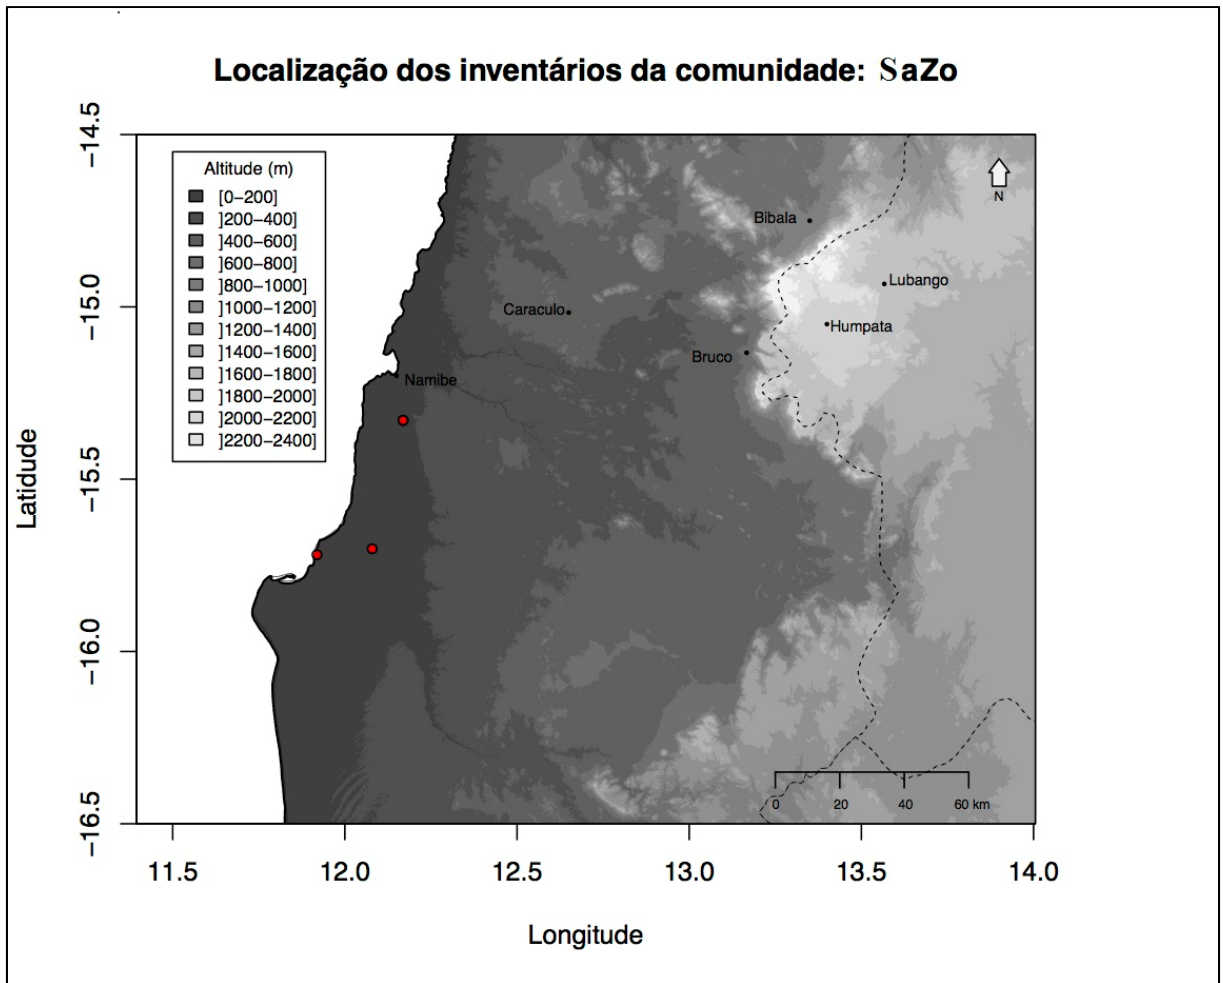 Localização dos inventários da comunidade: SaZo
Latidude
-14.5
-15.0
-15.5
-16.0
-16.5
Altitude (m)
[0-200]
]200-400]
]400-600]
]600-800]
]800-1000]
]1000-1200]
]1200-1400]
]1400-1600]
]1600-1800]
]1800-2000]
]2000-2200]
]2200-2400]
N
Bibala
Lubango
Caraculo
Humpata
Bruco
Namibe
0 20 40 60 km
11.5 12.0 12.5 13.0 13.5 14.0
Longitude